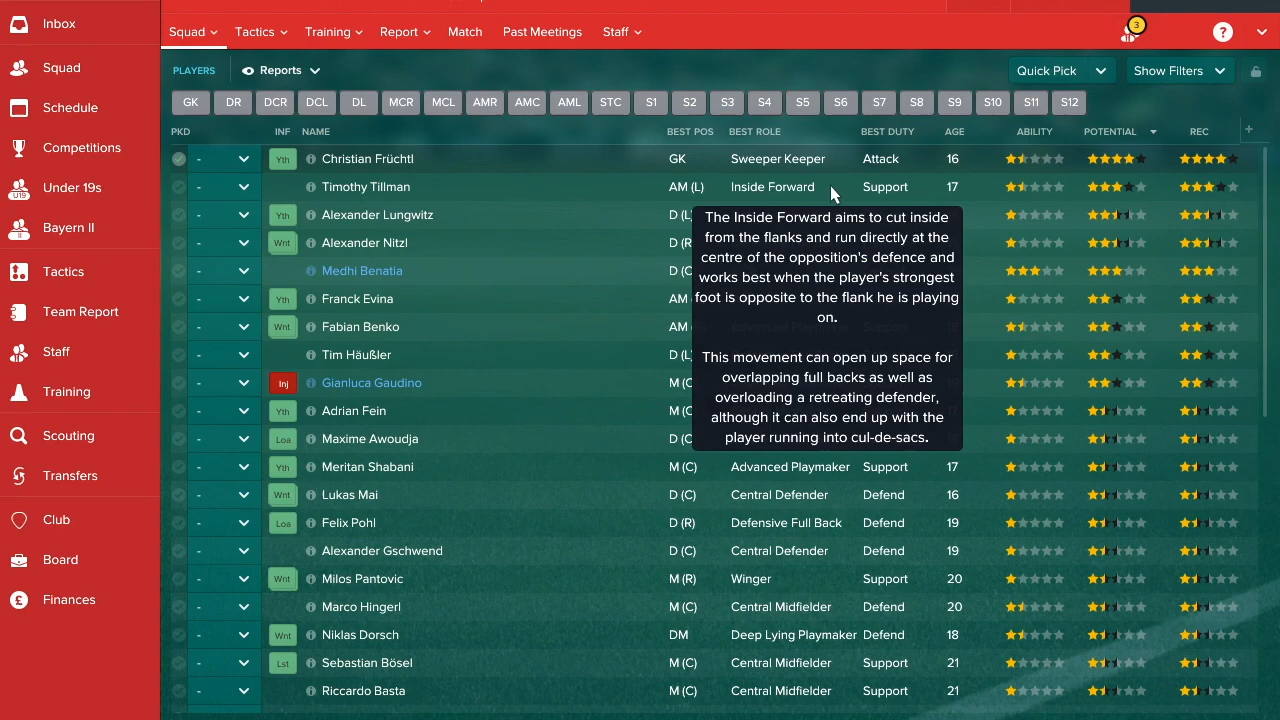 Inbox
Squad
Schedule
Competitions
Under 19s
Bayern II
Tactics
Team Report
Staff
Training
Scouting
Transfers
Club
Board
Finances
Squad Tactics Training Report Match Past Meetings Staff 3 ?
PLAYERS Reports Quick Pick Show Filters
GK DR DCR DCL DL MCR MCL AMR AMC AML STC S1 S2 S3 S4 S5 S6 S7 S8 S9 S10 S11 S12
PKD INF NAME BEST POS BEST ROLE BEST DUTY AGE ABILITY POTENTIAL REC +
- Yth Christian Früchtl GK Sweeper Keeper Attack 16
- Timothy Tillman AM (L) Inside Forward Support 17
- Yth Alexander Lungwitz D (L
- Wnt Alexander Nitzl D (R
- Medhi Benatia D (C
- Yth Franck Evina AM
- Wnt Fabian Benko AM
- Tim Häußler D (L
- Inj Gianluca Gaudino M (C
- Yth Adrian Fein M (C
- Loa Maxime Awoudja D (C
- Yth Meritan Shabani M (C) Advanced Playmaker Support 17
- Wnt Lukas Mai D (C) Central Defender Defend 16
- Loa Felix Pohl D (R) Defensive Full Back Defend 19
- Alexander Gschwend D (C) Central Defender Defend 19
- Wnt Milos Pantovic M (R) Winger Support 20
- Marco Hingerl M (C) Central Midfielder Defend 20
- Wnt Niklas Dorsch DM Deep Lying Playmaker Defend 18
- Lst Sebastian Bösel M (C) Central Midfielder Support 21
- Riccardo Basta M (C) Central Midfielder Support 21
The Inside Forward aims to cut inside
from the flanks and run directly at the
centre of the opposition's defence and
works best when the player's strongest
foot is opposite to the flank he is playing
on.
This movement can open up space for
overlapping full backs as well as
overloading a retreating defender,
although it can also end up with the
player running into cul-de-sacs.